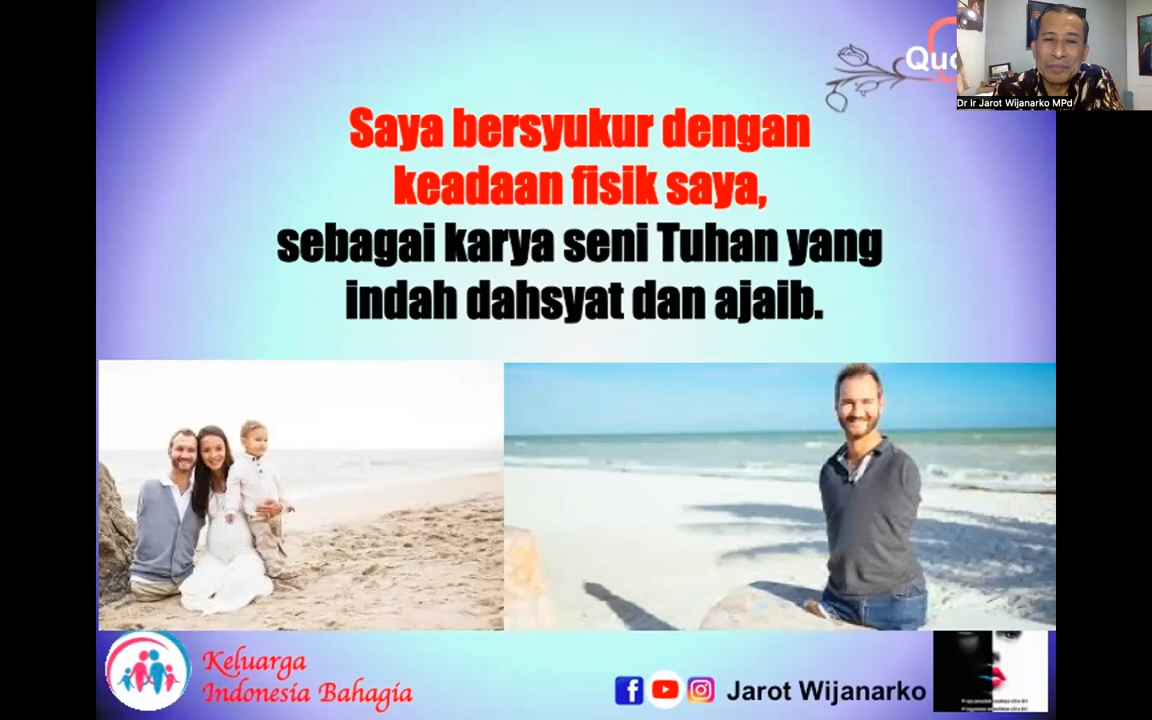 Quo
Dr Ir Jarot Wijanarko MPd
Saya bersyukur dengan
keadaan fisik saya,
sebagai karya seni Tuhan yang
indah dahsyat dan ajaib.
Keluarga
Indonesia Bahagia
Jarot Wijanarko